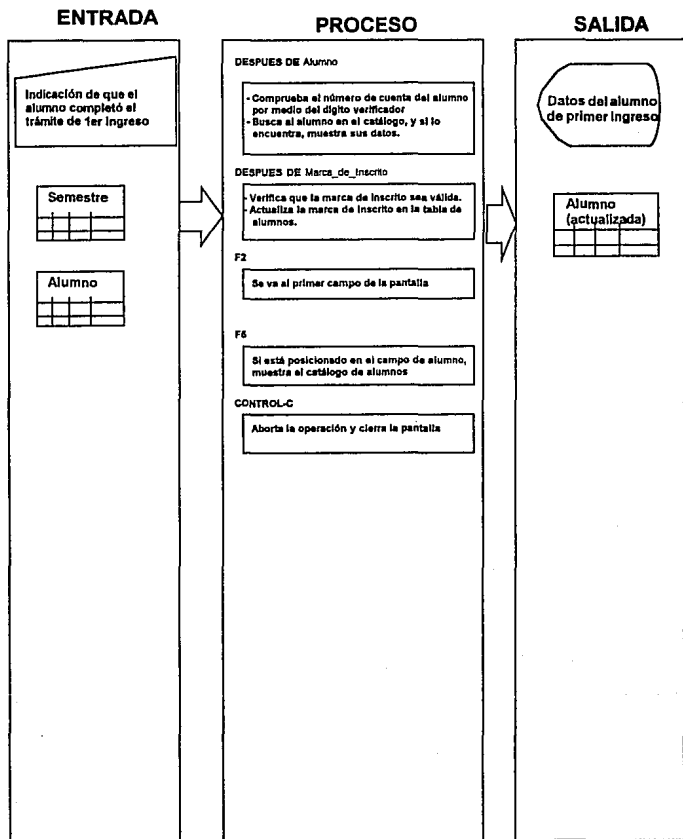 ENTRADA
PROCESO
SALIDA
Indicación de que el
alumno completó el
trámite de 1er Ingreso
Semestre
Alumno
DESPUES DE Alumno
- Comprueba el número de cuenta del alumno
por medio del dígito verificador
- Busca al alumno en el catálogo, y si lo
encuentra, muestra sus datos.
DESPUES DE Marca_de_Inscrito
- Verifica que la marca de Inscrito sea válida.
- Actualiza la marca de Inscrito en la tabla de
alumnos.
F2
Se va al primer campo de la pantalla
F5
Si está posicionado en el campo de alumno,
muestra el catálogo de alumnos
CONTROL-C
Aborta la operación y cierra la pantalla
Datos del alumno
de primer Ingreso
Alumno
(actualizada)